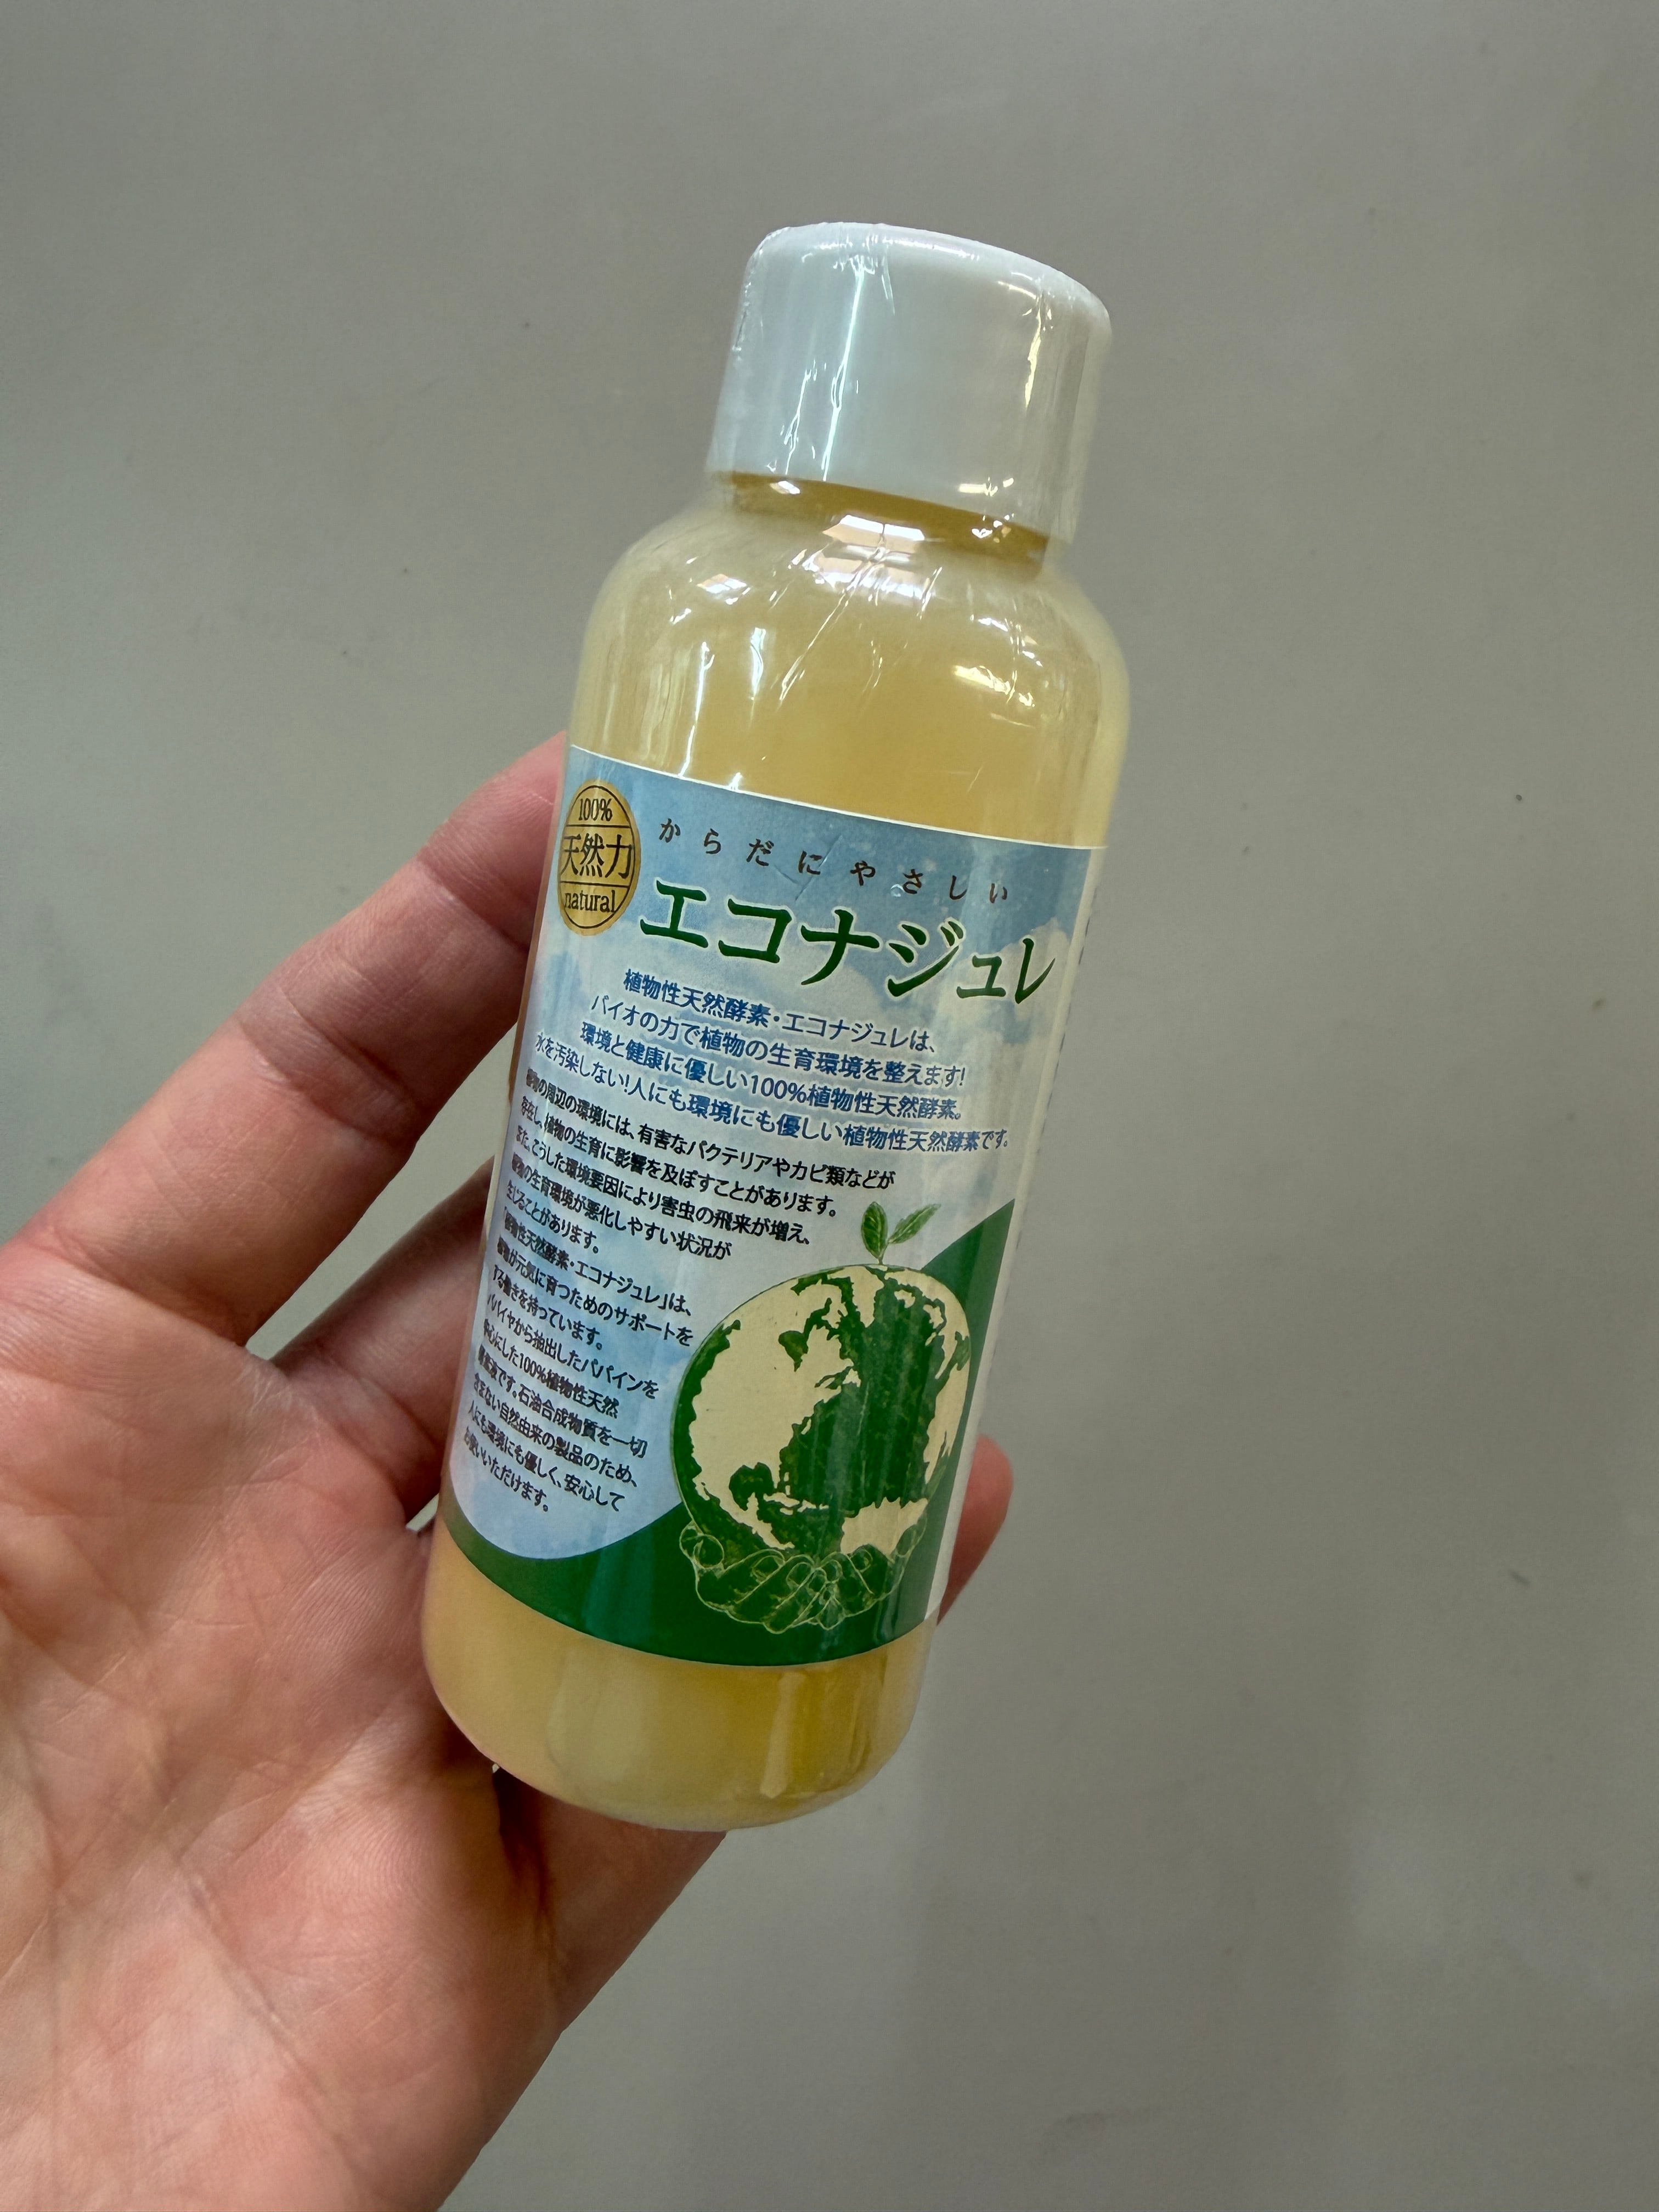 100%
天然力
natural
からだにやさしい
エコナジュレ
植物性天然酵素・エコナジュレは、
バイオの力で植物の生育環境を整えます!
環境と健康に優しい100%植物性天然酵素。
水を汚染しない!人にも環境にも優しい植物性天然酵素です。
植物の周辺の環境には、有害なバクテリアやカビ類などが
存在し、植物の生育に影響を及ぼすことがあります。
また、こうした環境要因により害虫の飛来が増え、
植物の生育環境が悪化しやすい状況が
生じることがあります。
「植物性天然酵素・エコナジュレ」は、
植物が元気に育つためのサポートを
する働きを持っています。
パパイヤから抽出したパパインを
中心にした100%植物性天然
酵素液です。石油合成物質を一切
含まない自然由来の製品のため、
人にも環境にも優しく、安心して
お使いいただけます。